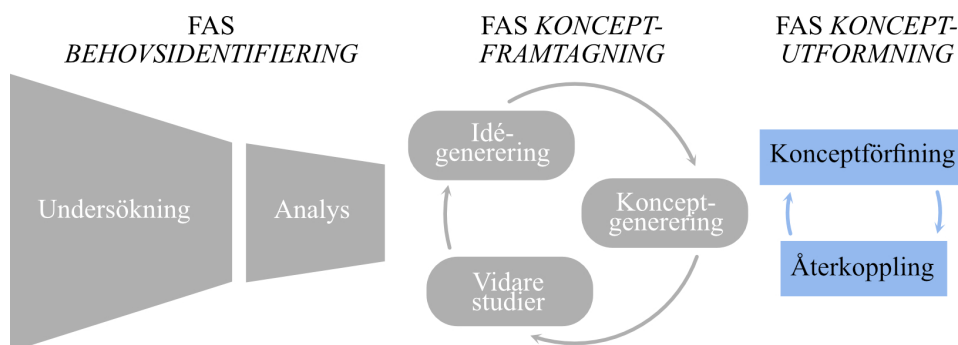 FAS
BEHOVSIDENTIFIERING
Undersökning
Analys
FAS KONCEPT-
FRAMTAGNING
Idé-
generering
Koncept-
generering
Vidare
studier
FAS KONCEPT-
UTFORMNING
Konceptförfining
Återkoppling